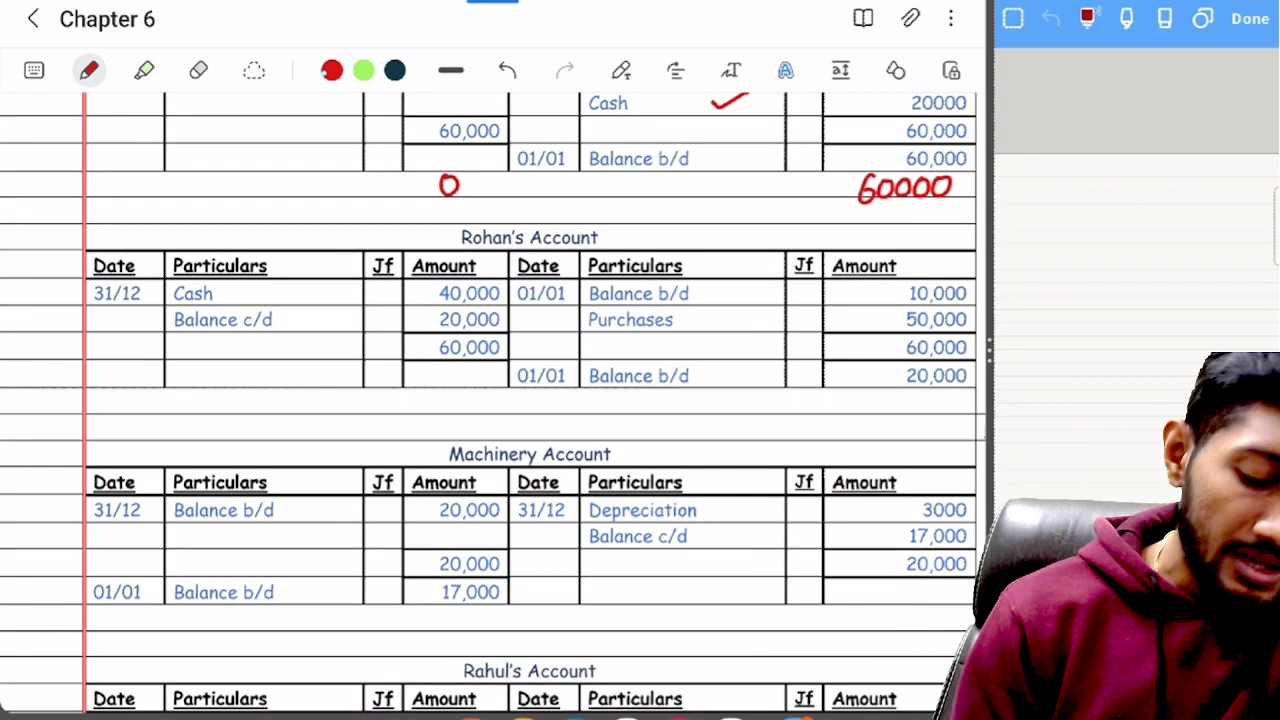 Chapter 6
Done
Cash 20000
60,000 60,000
01/01 Balance b/d 60,000
0 60000
Rohan's Account
Date Particulars Jf Amount Date Particulars Jf Amount
31/12 Cash 40,000 01/01 Balance b/d 10,000
Balance c/d 20,000 Purchases 50,000
60,000 60,000
01/01 Balance b/d 20,000
Machinery Account
Date Particulars Jf Amount Date Particulars Jf Amount
31/12 Balance b/d 20,000 31/12 Depreciation 3000
Balance c/d 17,000
20,000 20,000
01/01 Balance b/d 17,000
Rahul's Account
Date Particulars Jf Amount Date Particulars Jf Amount